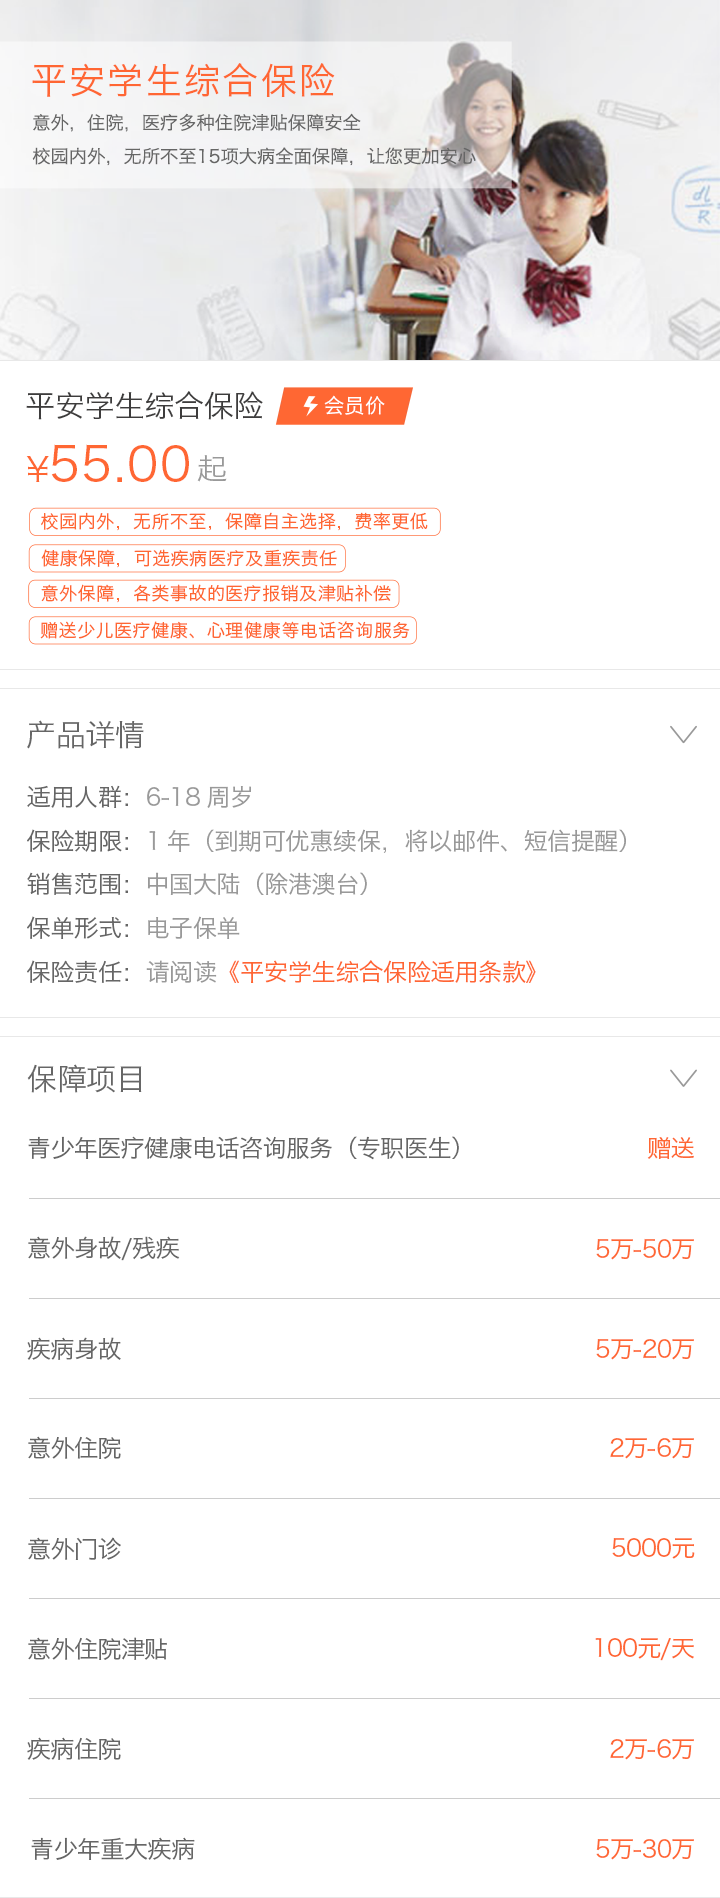 平安学生综合保险
意外，住院，医疗多种住院津贴保障安全
校园内外，无所不至15项大病全面保障，让您更加安心
dl
R
平安学生综合保险 会员价
¥55.00 起
校园内外，无所不至，保障自主选择，费率更低
健康保障，可选疾病医疗及重疾责任
意外保障，各类事故的医疗报销及津贴补偿
赠送少儿医疗健康、心理健康等电话咨询服务
产品详情
适用人群：6-18 周岁
保险期限：1 年（到期可优惠续保，将以邮件、短信提醒）
销售范围：中国大陆（除港澳台）
保单形式：电子保单
保险责任：请阅读《平安学生综合保险适用条款》
保障项目
青少年医疗健康电话咨询服务（专职医生） 赠送
意外身故/残疾 5万-50万
疾病身故 5万-20万
意外住院 2万-6万
意外门诊 5000元
意外住院津贴 100元/天
疾病住院 2万-6万
青少年重大疾病 5万-30万